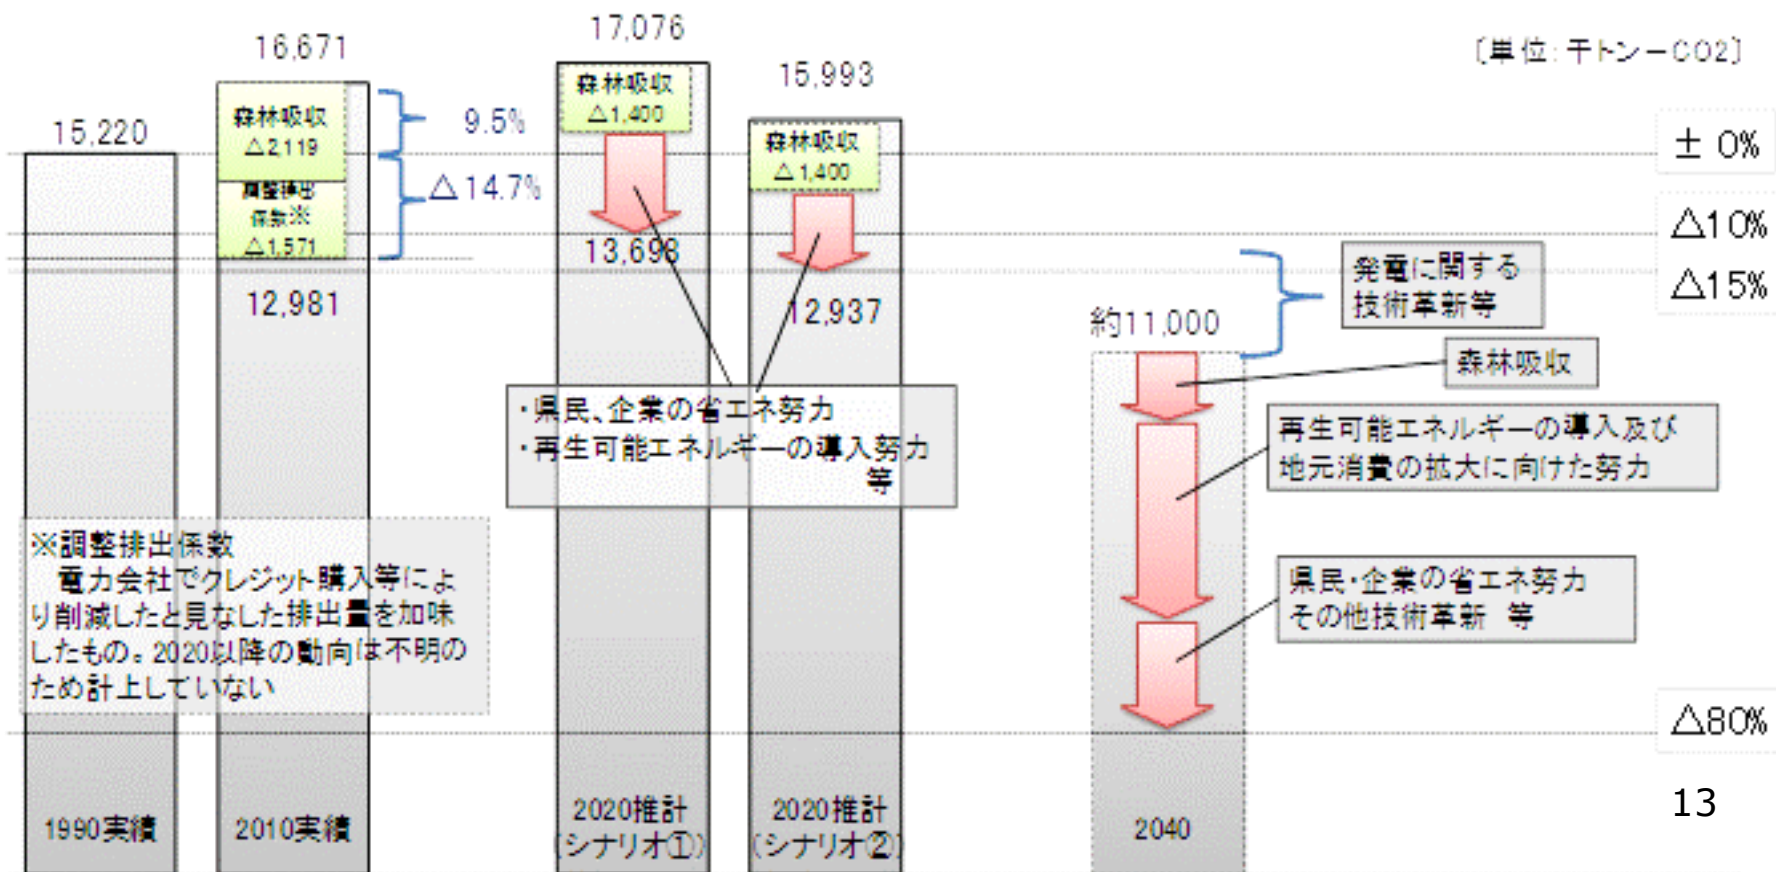 〔単位:千トン－CO2〕
15,220
1990実績
16,671
森林吸収
△2,119
調整排出
係数※
△1,571
12,981
2010実績
9.5%
△14.7%
17,076
森林吸収
△1,400
13,693
2020推計
(シナリオ①)
15,993
森林吸収
△1,400
12,937
2020推計
(シナリオ②)
・県民、企業の省エネ努力
・再生可能エネルギーの導入努力
等
※調整排出係数
電力会社でクレジット購入等によ
り削減したと見なした排出量を加味
したもの。2020以降の動向は不明の
ため計上していない
約11,000
2040
発電に関する
技術革新等
森林吸収
再生可能エネルギーの導入及び
地元消費の拡大に向けた努力
県民・企業の省エネ努力
その他技術革新 等
± 0%
△10%
△15%
△80%
13